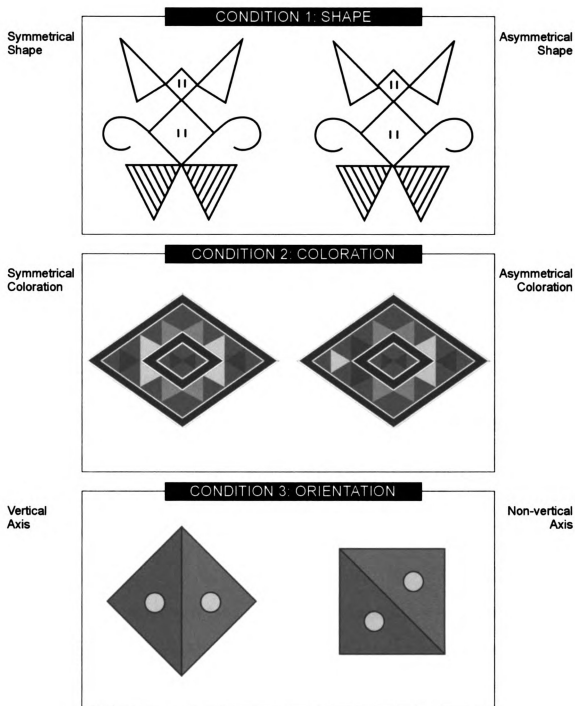 CONDITION 1: SHAPE
Symmetrical
Shape
Asymmetrical
Shape
CONDITION 2: COLORATION
Symmetrical
Coloration
Asymmetrical
Coloration
CONDITION 3: ORIENTATION
Vertical
Axis
Non-vertical
Axis